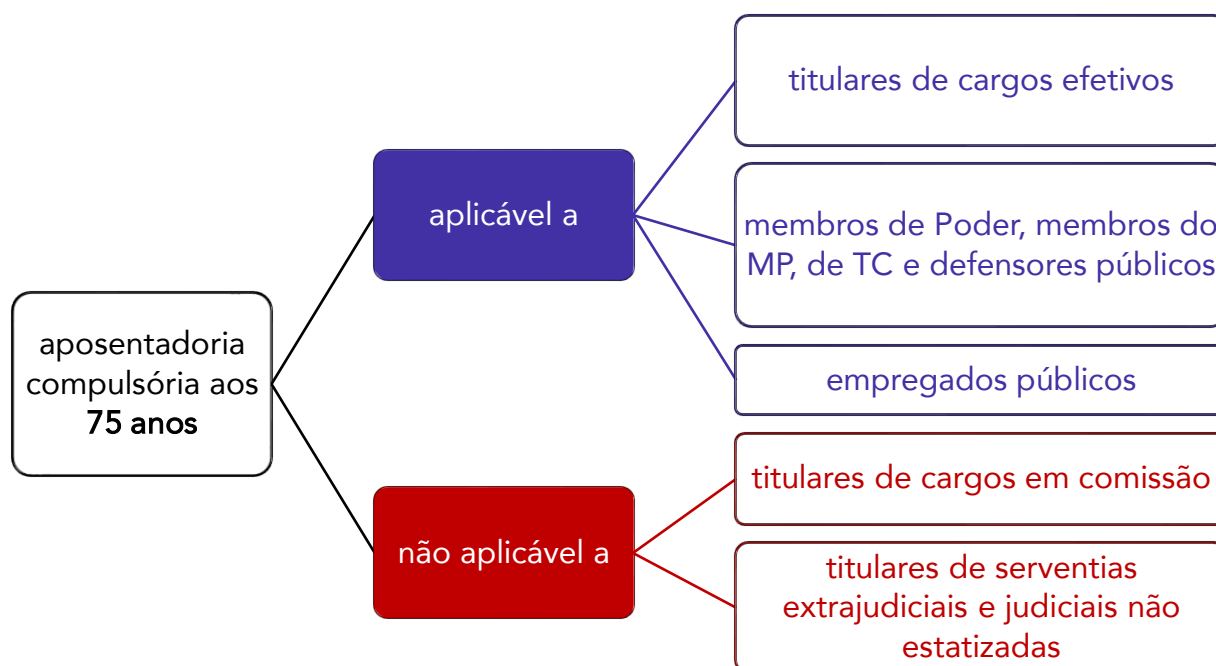 aposentadoria
compulsória aos
75 anos
aplicável a
titulares de cargos efetivos
membros de Poder, membros do
MP, de TC e defensores públicos
empregados públicos
não aplicável a
titulares de cargos em comissão
titulares de serventias
extrajudiciais e judiciais não
estatizadas